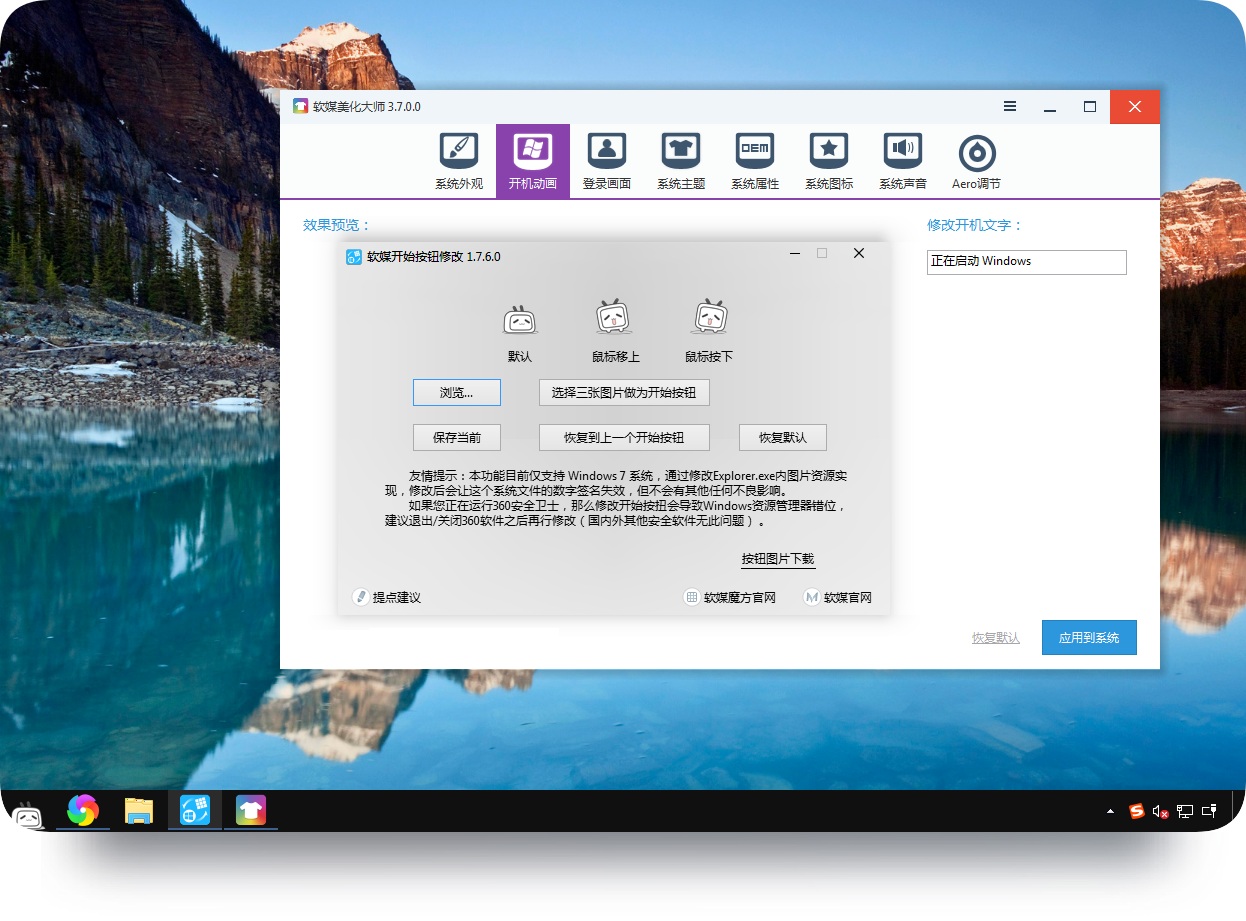 软媒美化大师 3.7.0.0
系统外观
开机动画
登录画面
系统主题
OEM
系统属性
系统图标
系统声音
Aero调节
效果预览：
修改开机文字：
正在启动 Windows
软媒开始按钮修改 1.7.6.0
默认
鼠标移上
鼠标按下
浏览...
选择三张图片做为开始按钮
保存当前
恢复到上一个开始按钮
恢复默认
友情提示：本功能目前仅支持 Windows 7 系统，通过修改Explorer.exe内图片资源实
现，修改后会让这个系统文件的数字签名失效，但不会有其他任何不良影响。
如果您正在运行360安全卫士，那么修改开始按钮会导致Windows资源管理器错位，
建议退出/关闭360软件之后再行修改（国内外其他安全软件无此问题）。
按钮图片下载
提点建议
软媒魔方官网
M
软媒官网
恢复默认
应用到系统
S